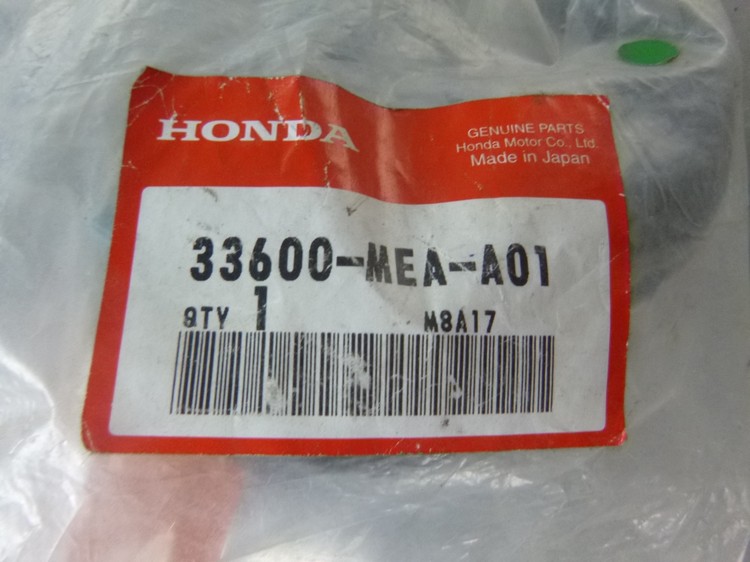 HONDA
GENUINE PARTS
Honda Motor Co., Ltd.
Made in Japan
33600-MEA-A01
QTY 1 M8A17